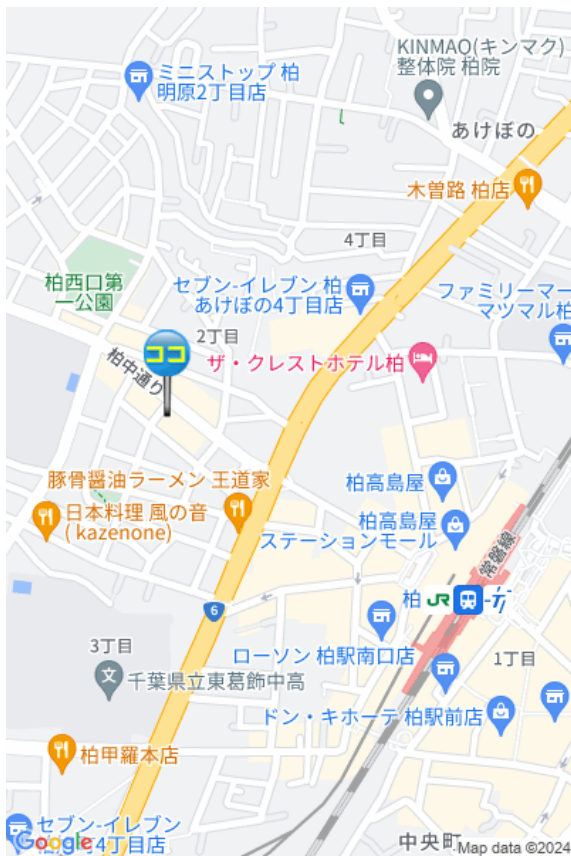 KINMAQ(キンマク)
整体院 柏院
ミニストップ 柏
明原2丁目店
あけぼの
木曽路 柏店
4丁目
柏西口第
一公園
セブン-イレブン 柏
あけぼの4丁目店
ファミリーマー
マツマル柏
2丁目
ココ
柏中通り
ザ・クレストホテル柏
豚骨醤油ラーメン 王道家
柏高島屋
日本料理 風の音
(kazenone)
柏高島屋
ステーションモール
常磐線
柏 JR
6
3丁目
ローソン 柏駅南口店
1丁目
千葉県立東葛飾中高
ドン・キホーテ 柏駅前店
柏甲羅本店
セブン-イレブン
4丁目店
Google
中央町
Map data ©2024